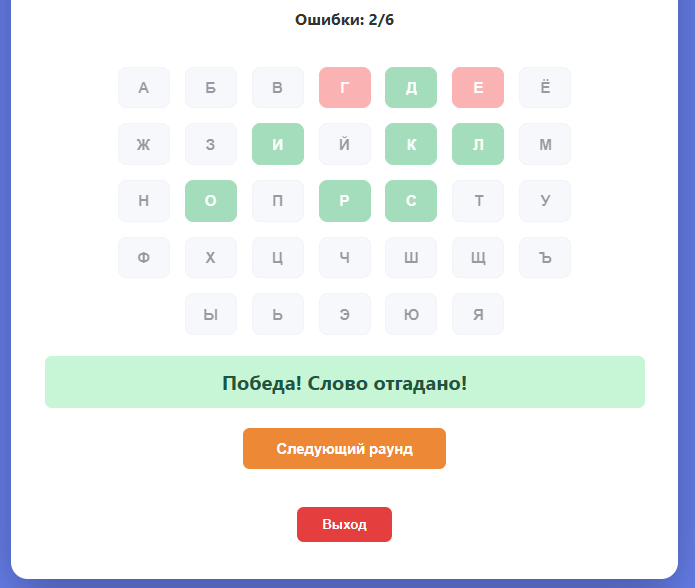 Ошибки: 2/6
А Б В Г Д Е Ё
Ж З И Й К Л М
Н О П Р С Т У
Ф Х Ц Ч Ш Щ Ъ
Ы Ь Э Ю Я
Победа! Слово отгадано!
Следующий раунд
Выход